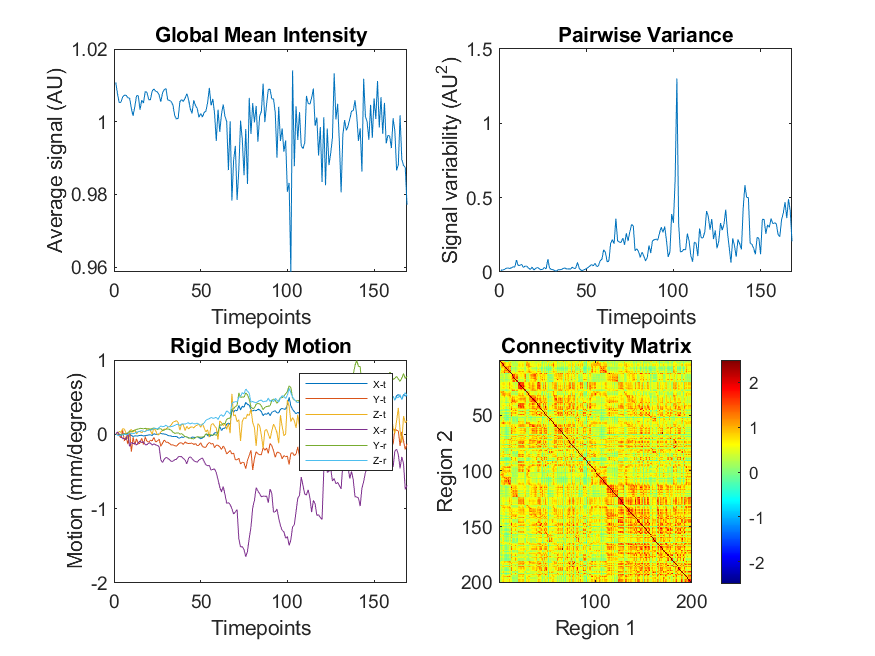 Global Mean Intensity
Average signal (AU)
1.02
1
0.98
0.96
0
50
100
150
Timepoints
Pairwise Variance
Signal variability (AU²)
1.5
1
0.5
0
0
50
100
150
Timepoints
Rigid Body Motion
Motion (mm/degrees)
1
0
-1
-2
0
50
100
150
Timepoints
X-t
Y-t
Z-t
X-r
Y-r
Z-r
Connectivity Matrix
Region 2
50
100
150
200
100
200
Region 1
2
1
0
-1
-2